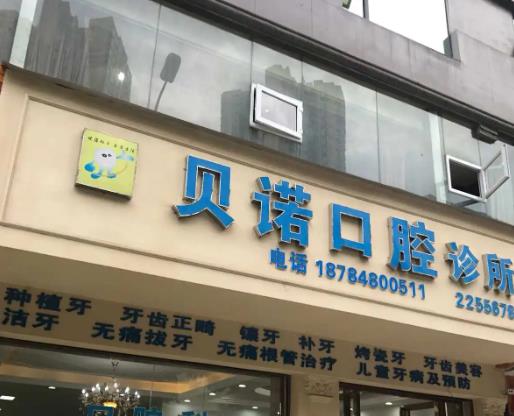 贝诺口腔诊所
电话 18784800511 2255678
种植牙 牙齿正畸 镶牙 补牙 烤瓷牙 牙齿美容
洁牙 无痛拔牙 无痛根管治疗 儿童牙病及预防